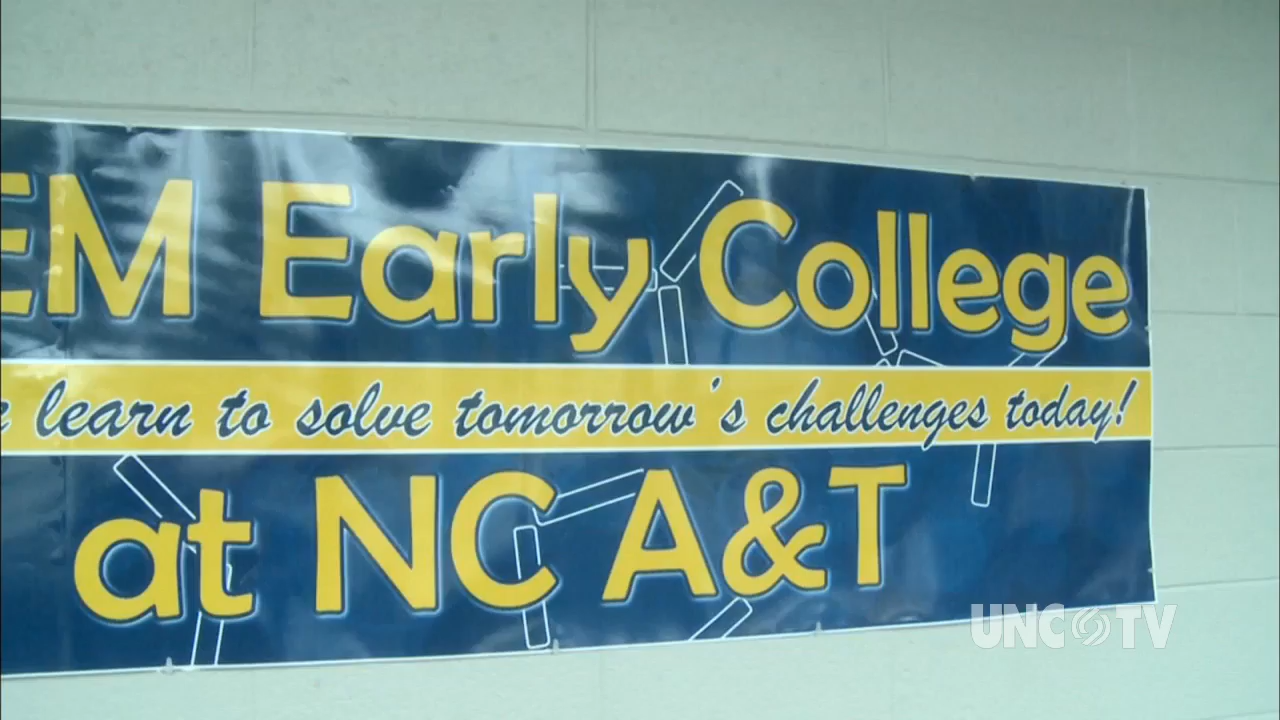 EM Early College
learn to solve tomorrow's challenges today!
at NC A&T
UNC TV